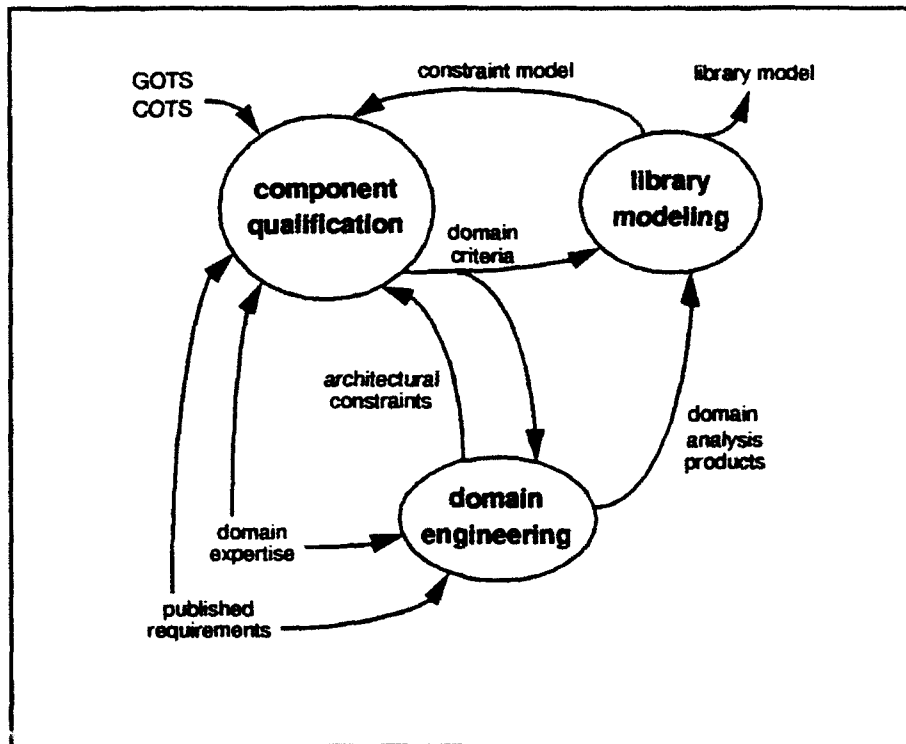 GOTS
COTS
constraint model
library model
component
qualification
library
modeling
domain
criteria
architectural
constraints
domain
analysis
products
domain
engineering
domain
expertise
published
requirements